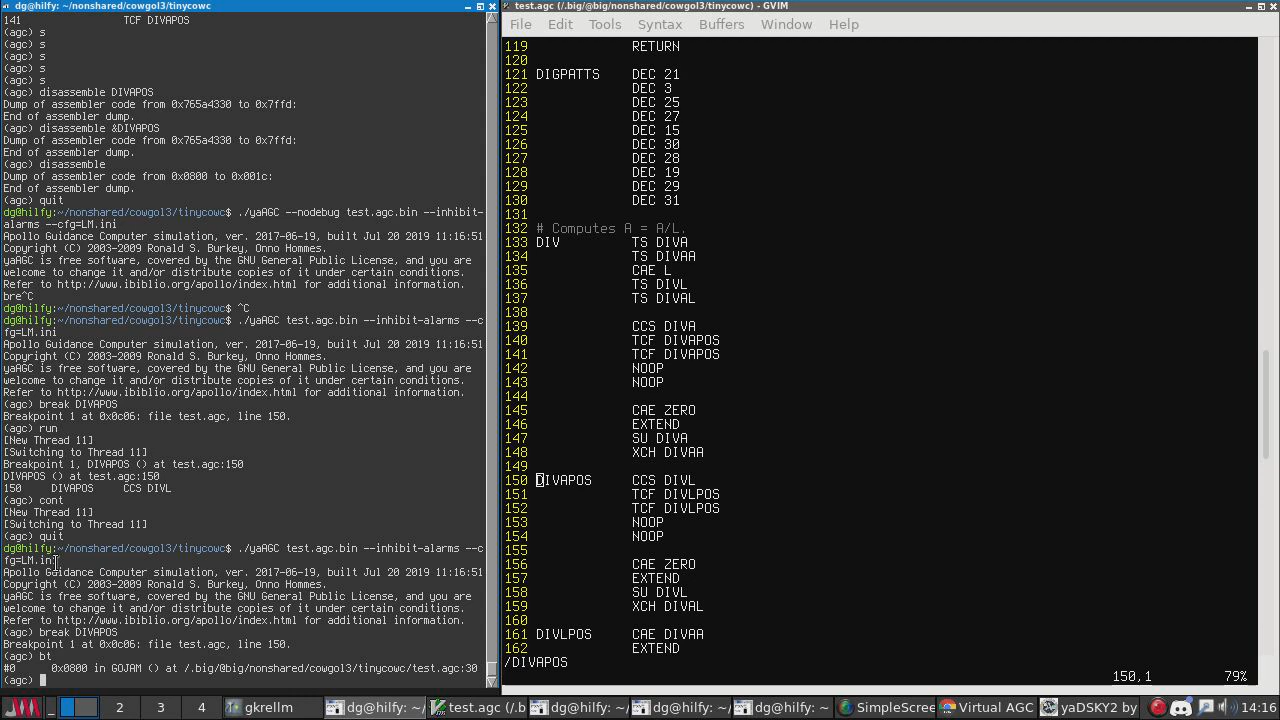 dg@hilfy: ~/nonshared/cowgol3/tinycowc
141 TCF DIVAPOS
(agc) s
(agc) s
(agc) s
(agc) s
(agc) s
(agc) disassemble DIVAPOS
Dump of assembler code from 0x765a4330 to 0x7ffd:
End of assembler dump.
(agc) disassemble &DIVAPOS
Dump of assembler code from 0x765a4330 to 0x7ffd:
End of assembler dump.
(agc) disassemble
Dump of assembler code from 0x0800 to 0x001c:
End of assembler dump.
(agc) quit
dg@hilfy:~/nonshared/cowgol3/tinycowc$ ./yaAGC --nodebug test.agc.bin --inhibit-
alarms --cfg=LM.ini
Apollo Guidance Computer simulation, ver. 2017-06-19, built Jul 20 2019 11:16:51
Copyright (C) 2003-2009 Ronald S. Burkey, Onno Hommes.
yaAGC is free software, covered by the GNU General Public License, and you are
welcome to change it and/or distribute copies of it under certain conditions.
Refer to http://www.ibiblio.org/apollo/index.html for additional information.
bre^C
dg@hilfy:~/nonshared/cowgol3/tinycowc$ ^C
dg@hilfy:~/nonshared/cowgol3/tinycowc$ ./yaAGC test.agc.bin --inhibit-alarms --c
fg=LM.ini
Apollo Guidance Computer simulation, ver. 2017-06-19, built Jul 20 2019 11:16:51
Copyright (C) 2003-2009 Ronald S. Burkey, Onno Hommes.
yaAGC is free software, covered by the GNU General Public License, and you are
welcome to change it and/or distribute copies of it under certain conditions.
Refer to http://www.ibiblio.org/apollo/index.html for additional information.
(agc) break DIVAPOS
Breakpoint 1 at 0x0c06: file test.agc, line 150.
(agc) run
[New Thread 11]
[Switching to Thread 11]
Breakpoint 1, DIVAPOS () at test.agc:150
DIVAPOS () at test.agc:150
150 DIVAPOS CCS DIVL
(agc) cont
[New Thread 11]
[Switching to Thread 11]
(agc) quit
dg@hilfy:~/nonshared/cowgol3/tinycowc$ ./yaAGC test.agc.bin --inhibit-alarms --c
fg=LM.ini
Apollo Guidance Computer simulation, ver. 2017-06-19, built Jul 20 2019 11:16:51
Copyright (C) 2003-2009 Ronald S. Burkey, Onno Hommes.
yaAGC is free software, covered by the GNU General Public License, and you are
welcome to change it and/or distribute copies of it under certain conditions.
Refer to http://www.ibiblio.org/apollo/index.html for additional information.
(agc) break DIVAPOS
Breakpoint 1 at 0x0c06: file test.agc, line 150.
(agc) bt
#0 0x0800 in GOJAM () at /.big/@big/nonshared/cowgol3/tinycowc/test.agc:30
(agc)
test.agc (/.big/@big/nonshared/cowgol3/tinycowc) - GVIM
File Edit Tools Syntax Buffers Window Help
119 RETURN
120
121 DIGPATTS DEC 21
122 DEC 3
123 DEC 25
124 DEC 27
125 DEC 15
126 DEC 30
127 DEC 28
128 DEC 19
129 DEC 29
130 DEC 31
131
132 # Computes A = A/L.
133 DIV TS DIVA
134 TS DIVAA
135 CAE L
136 TS DIVL
137 TS DIVAL
138
139 CCS DIVA
140 TCF DIVAPOS
141 TCF DIVAPOS
142 NOOP
143 NOOP
144
145 CAE ZERO
146 EXTEND
147 SU DIVA
148 XCH DIVAA
149
150 DIVAPOS CCS DIVL
151 TCF DIVLPOS
152 TCF DIVLPOS
153 NOOP
154 NOOP
155
156 CAE ZERO
157 EXTEND
158 SU DIVL
159 XCH DIVAL
160
161 DIVLPOS CAE DIVAA
162 EXTEND
/DIVAPOS
150,1 79%
2 3 4 gkrellm dg@hilfy: ~/ test.agc (/.b dg@hilfy: ~/ dg@hilfy: ~/ dg@hilfy: ~/ SimpleScree Virtual AGC yaDSKY2 by 14:16